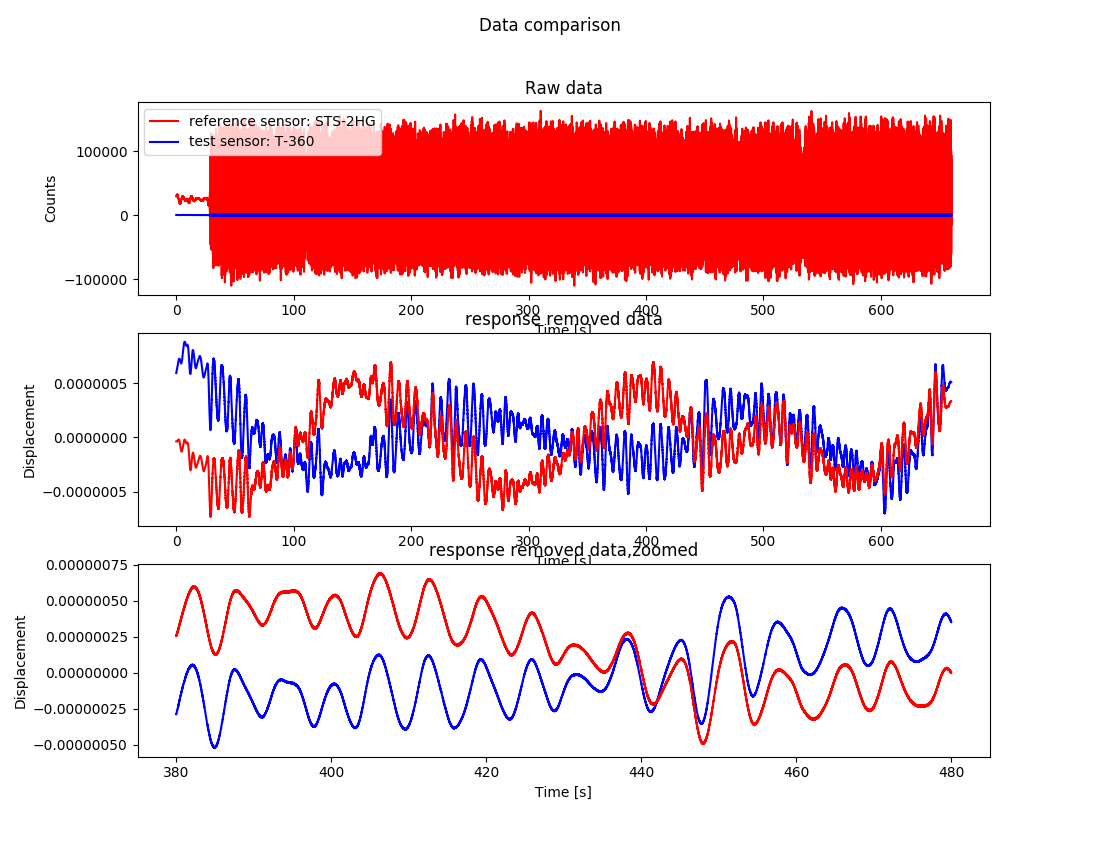 Data comparison
Raw data
reference sensor: STS-2HG
test sensor: T-360
100000
0
−100000
Counts
0 100 200 300 400 500 600
Time [s]
response removed data
0.0000005
0.0000000
−0.0000005
Displacement
0 100 200 300 400 500 600
Time [s]
response removed data,zoomed
0.00000075
0.00000050
0.00000025
0.00000000
−0.00000025
−0.00000050
Displacement
380 400 420 440 460 480
Time [s]